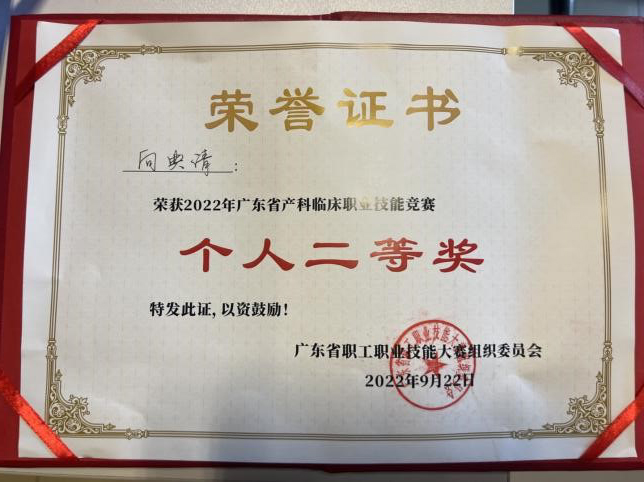 荣誉证书
向典清：
荣获2022年广东省产科临床职业技能竞赛
个人二等奖
特发此证，以资鼓励！
广东省职工职业技能大赛组织委员会
2022年9月22日